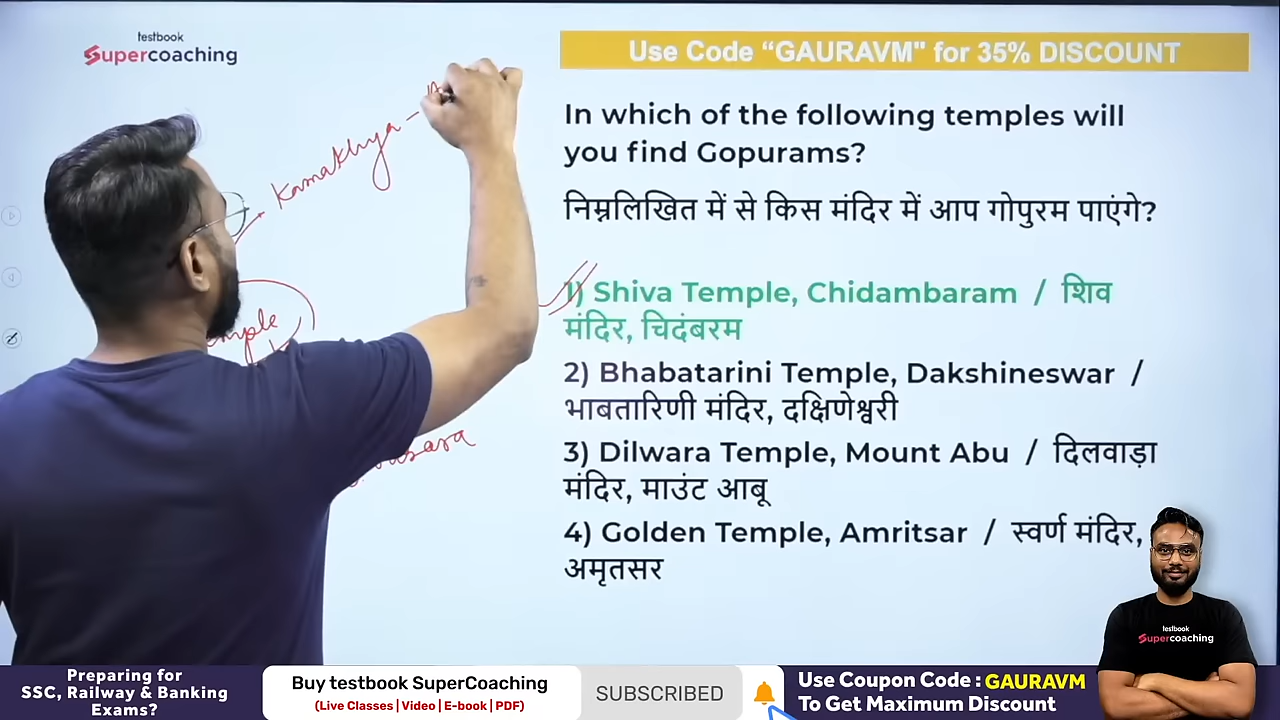 testbook
Supercoaching
Use Code “GAURAVM" for 35% DISCOUNT
In which of the following temples will
you find Gopurams?
निम्नलिखित में से किस मंदिर में आप गोपुरम पाएंगे?
1) Shiva Temple, Chidambaram / शिव
मंदिर, चिदंबरम
2) Bhabatarini Temple, Dakshineswar /
भाबतारिणी मंदिर, दक्षिणेश्वरी
3) Dilwara Temple, Mount Abu / दिलवाड़ा
मंदिर, माउंट आबू
4) Golden Temple, Amritsar / स्वर्ण मंदिर,
अमृतसर
Kamakhya -
testbook
Supercoaching
Preparing for
SSC, Railway & Banking
Exams?
Buy testbook SuperCoaching
(Live Classes | Video | E-book | PDF)
SUBSCRIBED
Use Coupon Code : GAURAVM
To Get Maximum Discount